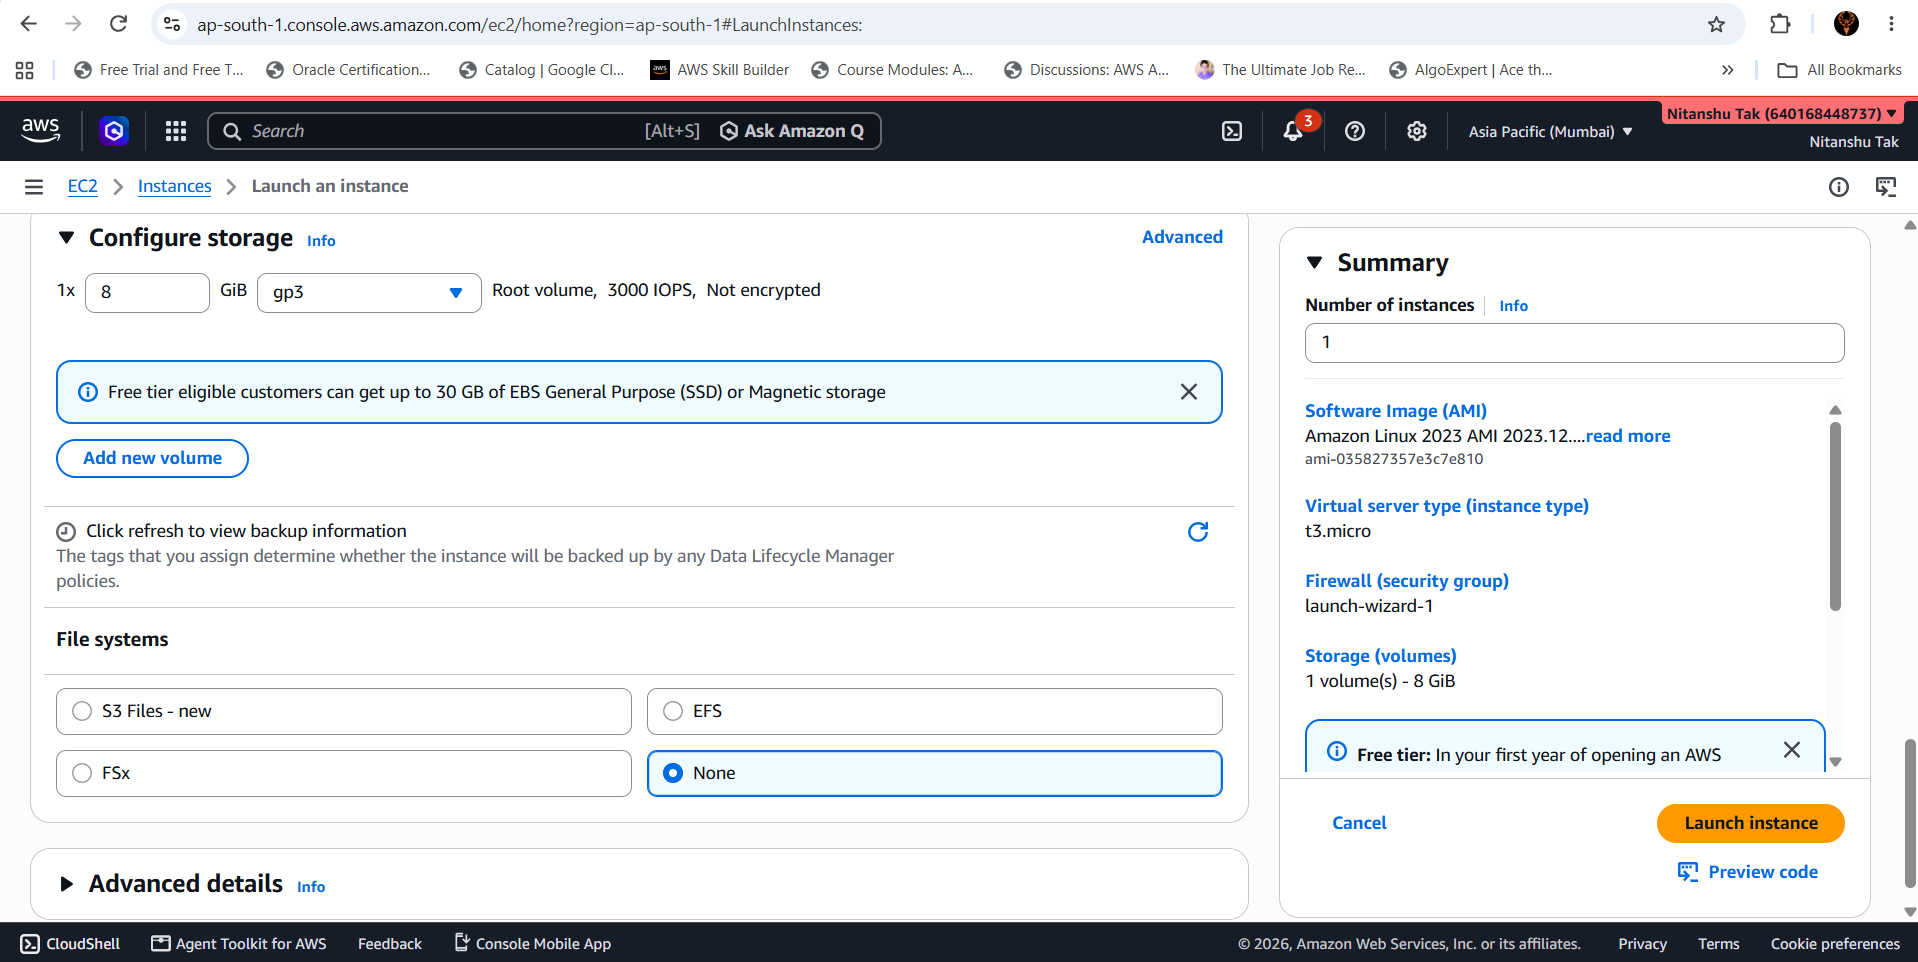 ap-south-1.console.aws.amazon.com/ec2/home?region=ap-south-1#LaunchInstances:
Free Trial and Free T... Oracle Certification... Catalog | Google Cl... aws AWS Skill Builder Course Modules: A... Discussions: AWS A... The Ultimate Job Re... AlgoExpert | Ace th... » All Bookmarks
aws Search [Alt+S] Ask Amazon Q 3 Asia Pacific (Mumbai) Nitanshu Tak (640168448737)
Nitanshu Tak
EC2 Instances Launch an instance
Configure storage Info Advanced
1x 8 GiB gp3 Root volume, 3000 IOPS, Not encrypted
Free tier eligible customers can get up to 30 GB of EBS General Purpose (SSD) or Magnetic storage
Add new volume
Click refresh to view backup information
The tags that you assign determine whether the instance will be backed up by any Data Lifecycle Manager
policies.
File systems
S3 Files - new EFS
FSx None
Advanced details Info
Summary
Number of instances Info
1
Software Image (AMI)
Amazon Linux 2023 AMI 2023.12....read more
ami-035827357e3c7e810
Virtual server type (instance type)
t3.micro
Firewall (security group)
launch-wizard-1
Storage (volumes)
1 volume(s) - 8 GiB
Free tier: In your first year of opening an AWS
Cancel Launch instance
Preview code
CloudShell Agent Toolkit for AWS Feedback Console Mobile App © 2026, Amazon Web Services, Inc. or its affiliates. Privacy Terms Cookie preferences